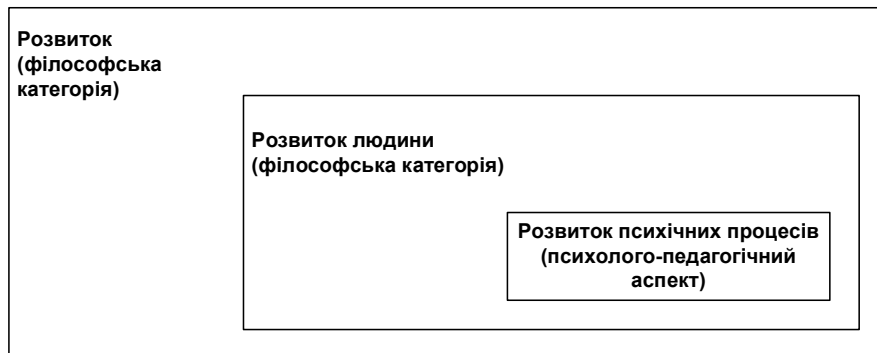 Розвиток
(філософська
категорія)
Розвиток людини
(філософська категорія)
Розвиток психічних процесів
(психолого-педагогічний
аспект)